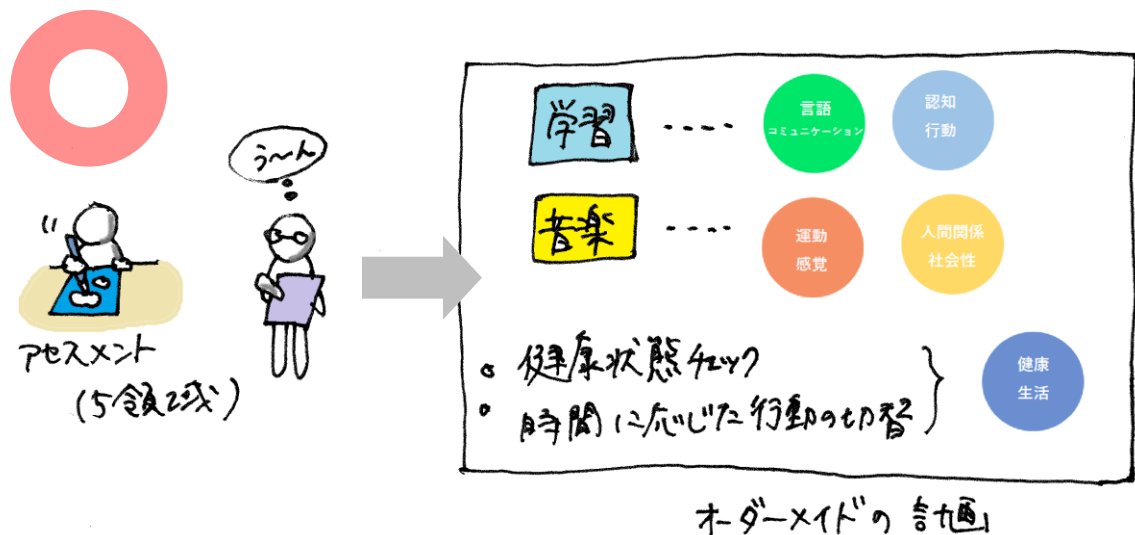 う〜ん
アセスメント
(5領域)
学習 ････
言語
コミュニケーション
認知
行動
音楽 ････
運動
感覚
人間関係
社会性
• 健康状態チェック
• 時間に応じた行動の切替
健康
生活
オーダーメイドの計画